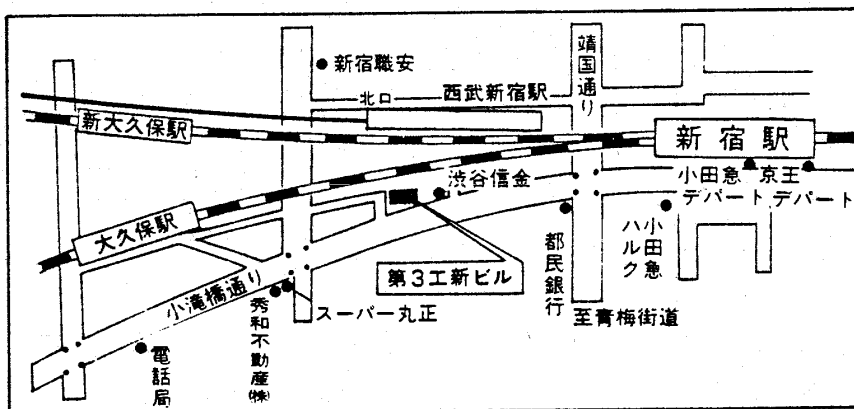 新宿職安
靖国通り
北口
西武新宿駅
新大久保駅
新宿駅
渋谷信金
小田急
デパート
京王
デパート
大久保駅
都民銀行
小田急
ハルク
第3工新ビル
小滝橋通り
秀和不動産㈱
スーパー丸正
至青梅街道
電話局